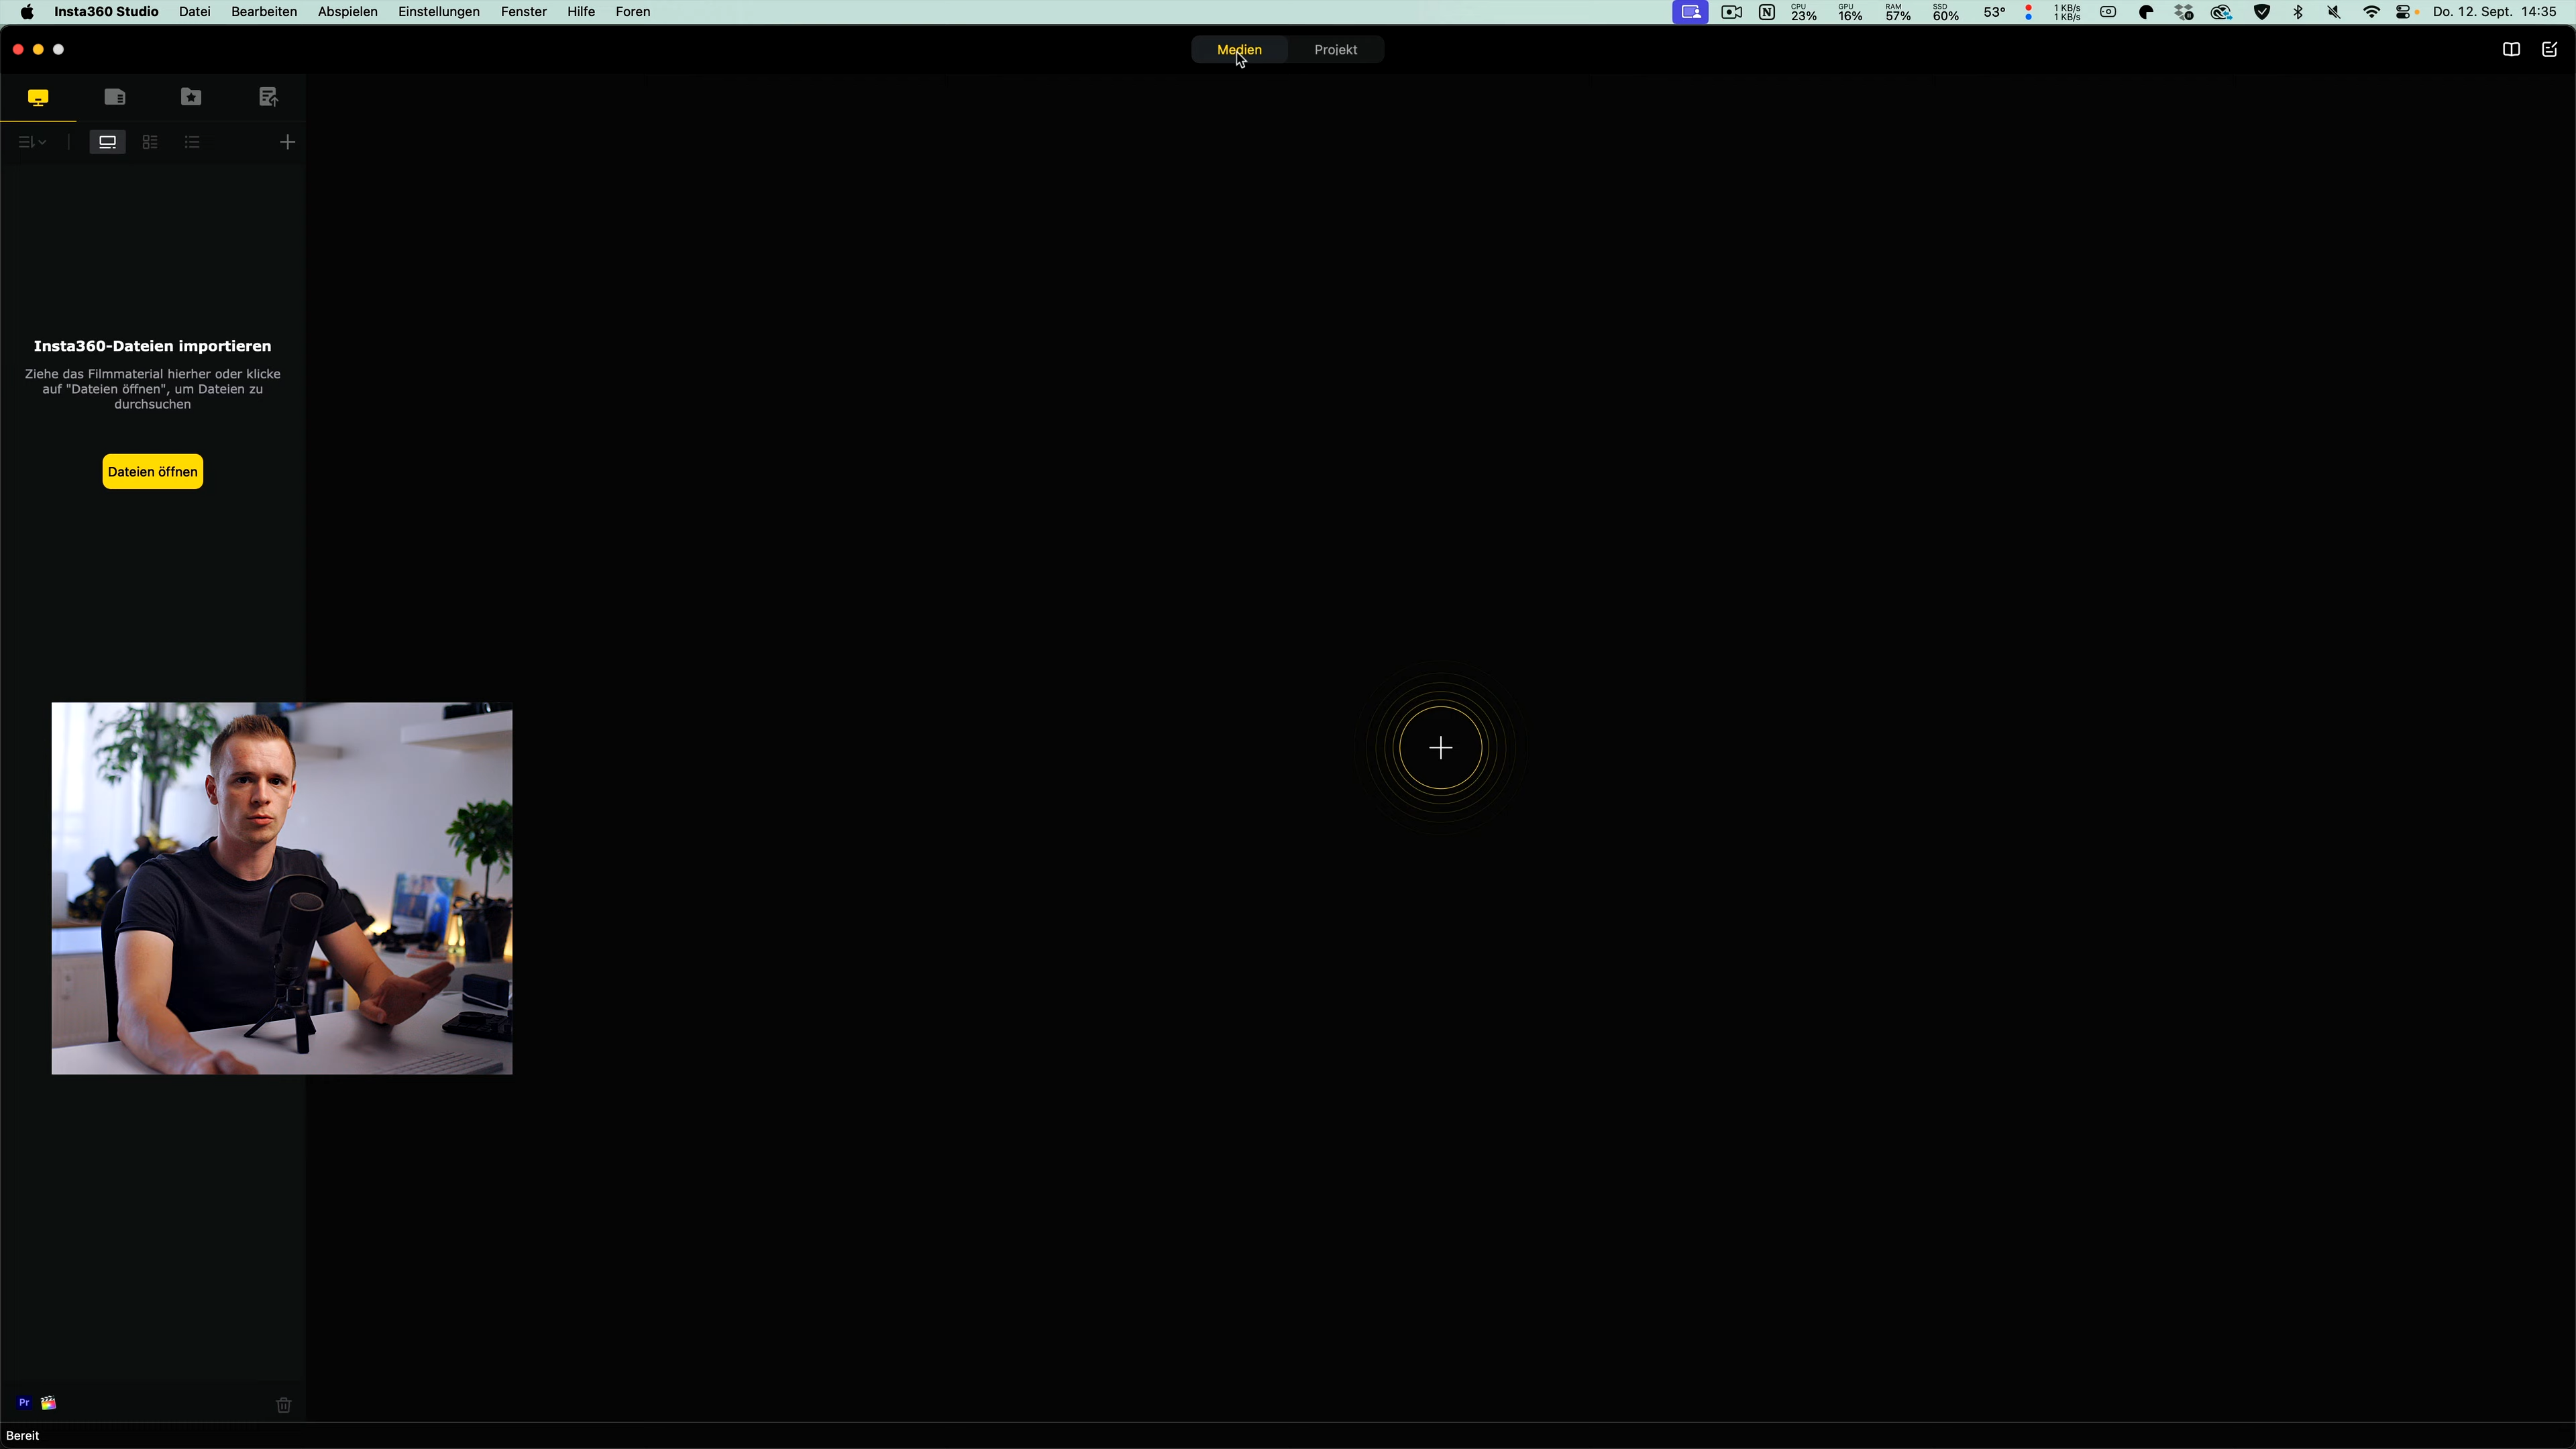 Insta360 Studio Datei Bearbeiten Abspielen Einstellungen Fenster Hilfe Foren
CPU 23% GPU 16% RAM 57% SSD 60% 53° 1 KB/s 1 KB/s Do. 12. Sept. 14:35
Medien Projekt
Insta360-Dateien importieren
Ziehe das Filmmaterial hierher oder klicke
auf "Dateien öffnen", um Dateien zu
durchsuchen
Dateien öffnen
Pr
Bereit